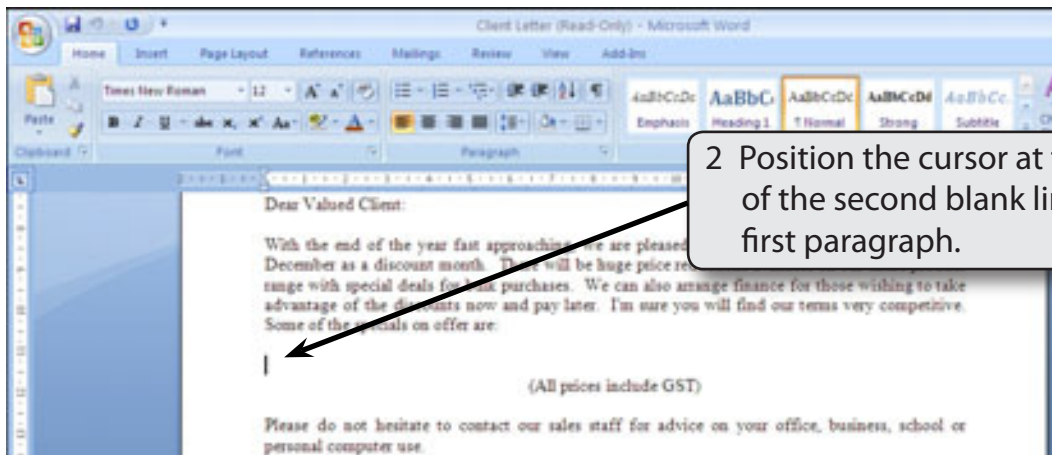 Client Letter (Read-Only) - Microsoft Word
Home Insert Page Layout References Mailings Review View Add-Ins
Times New Roman 12
AaBbCcDc AaBbC AaBbCcDc AaBbCcDd AaBbCc
Paste B I U abc x, x' Aa A Emphasis Heading 1 ¶ Normal Strong Subtitle
Clipboard Font Paragraph
2 Position the cursor at
of the second blank
first paragraph.
Dear Valued Client:
With the end of the year fast approaching, we are pleased
December as a discount month. There will be huge price
range with special deals for bulk purchases. We can also arrange finance for those wishing to take
advantage of the discounts now and pay later. I'm sure you will find our terms very competitive.
Some of the specials on offer are:
(All prices include GST)
Please do not hesitate to contact our sales staff for advice on your office, business, school or
personal computer use.